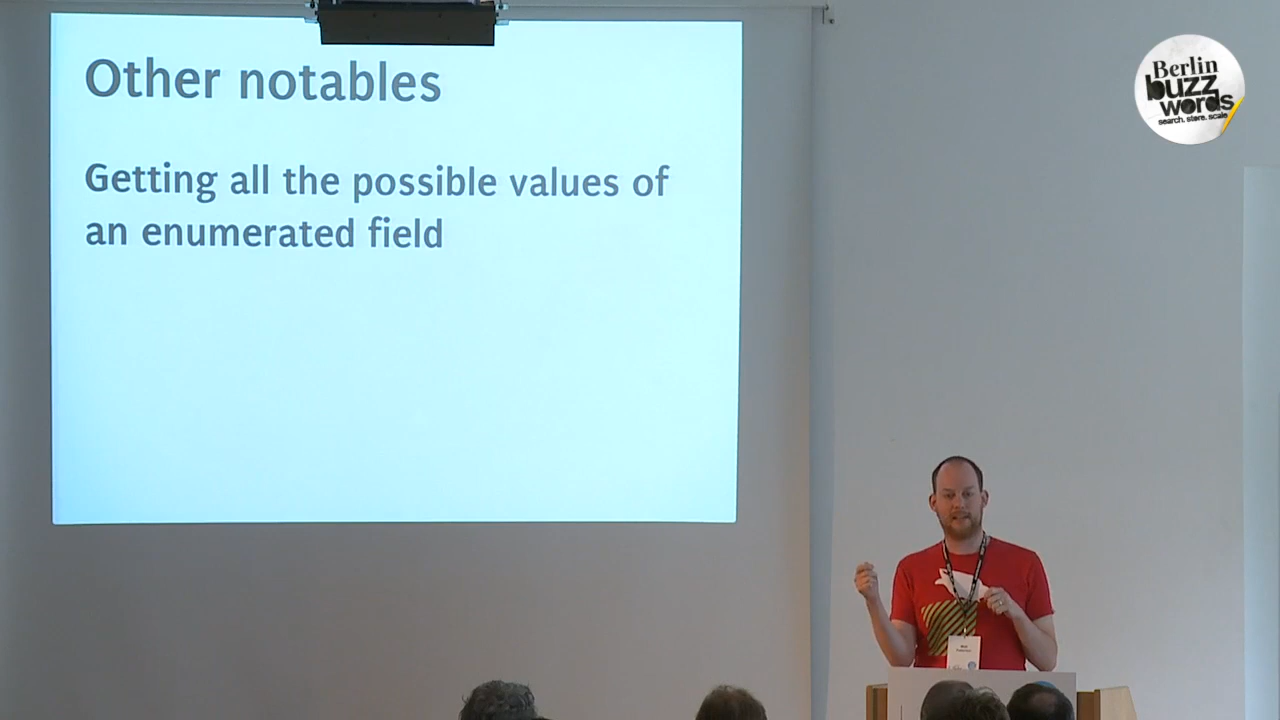 Other notables
Getting all the possible values of
an enumerated field
Berlin
buzz
words
search. store. scale